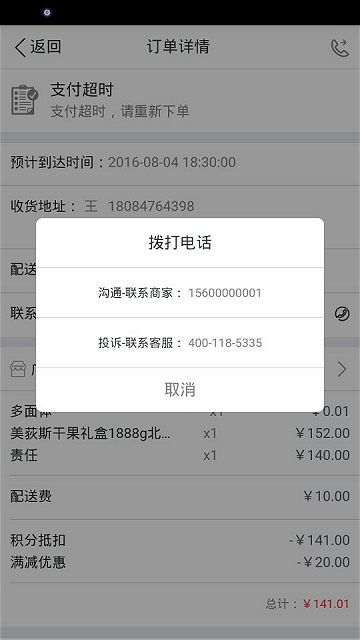 返回
订单详情
支付超时
支付超时，请重新下单
预计到达时间：2016-08-04 18:30:00
收货地址： 王 18084764398
拨打电话
配送
沟通-联系商家： 15600000001
联系
投诉-联系客服： 400-118-5335
取消
多面体 x1 ￥0.01
美荻斯干果礼盒1888g北... x1 ￥152.00
责任 x1 ￥140.00
配送费 ￥10.00
积分抵扣 -￥141.00
满减优惠 -￥20.00
总计：￥141.01